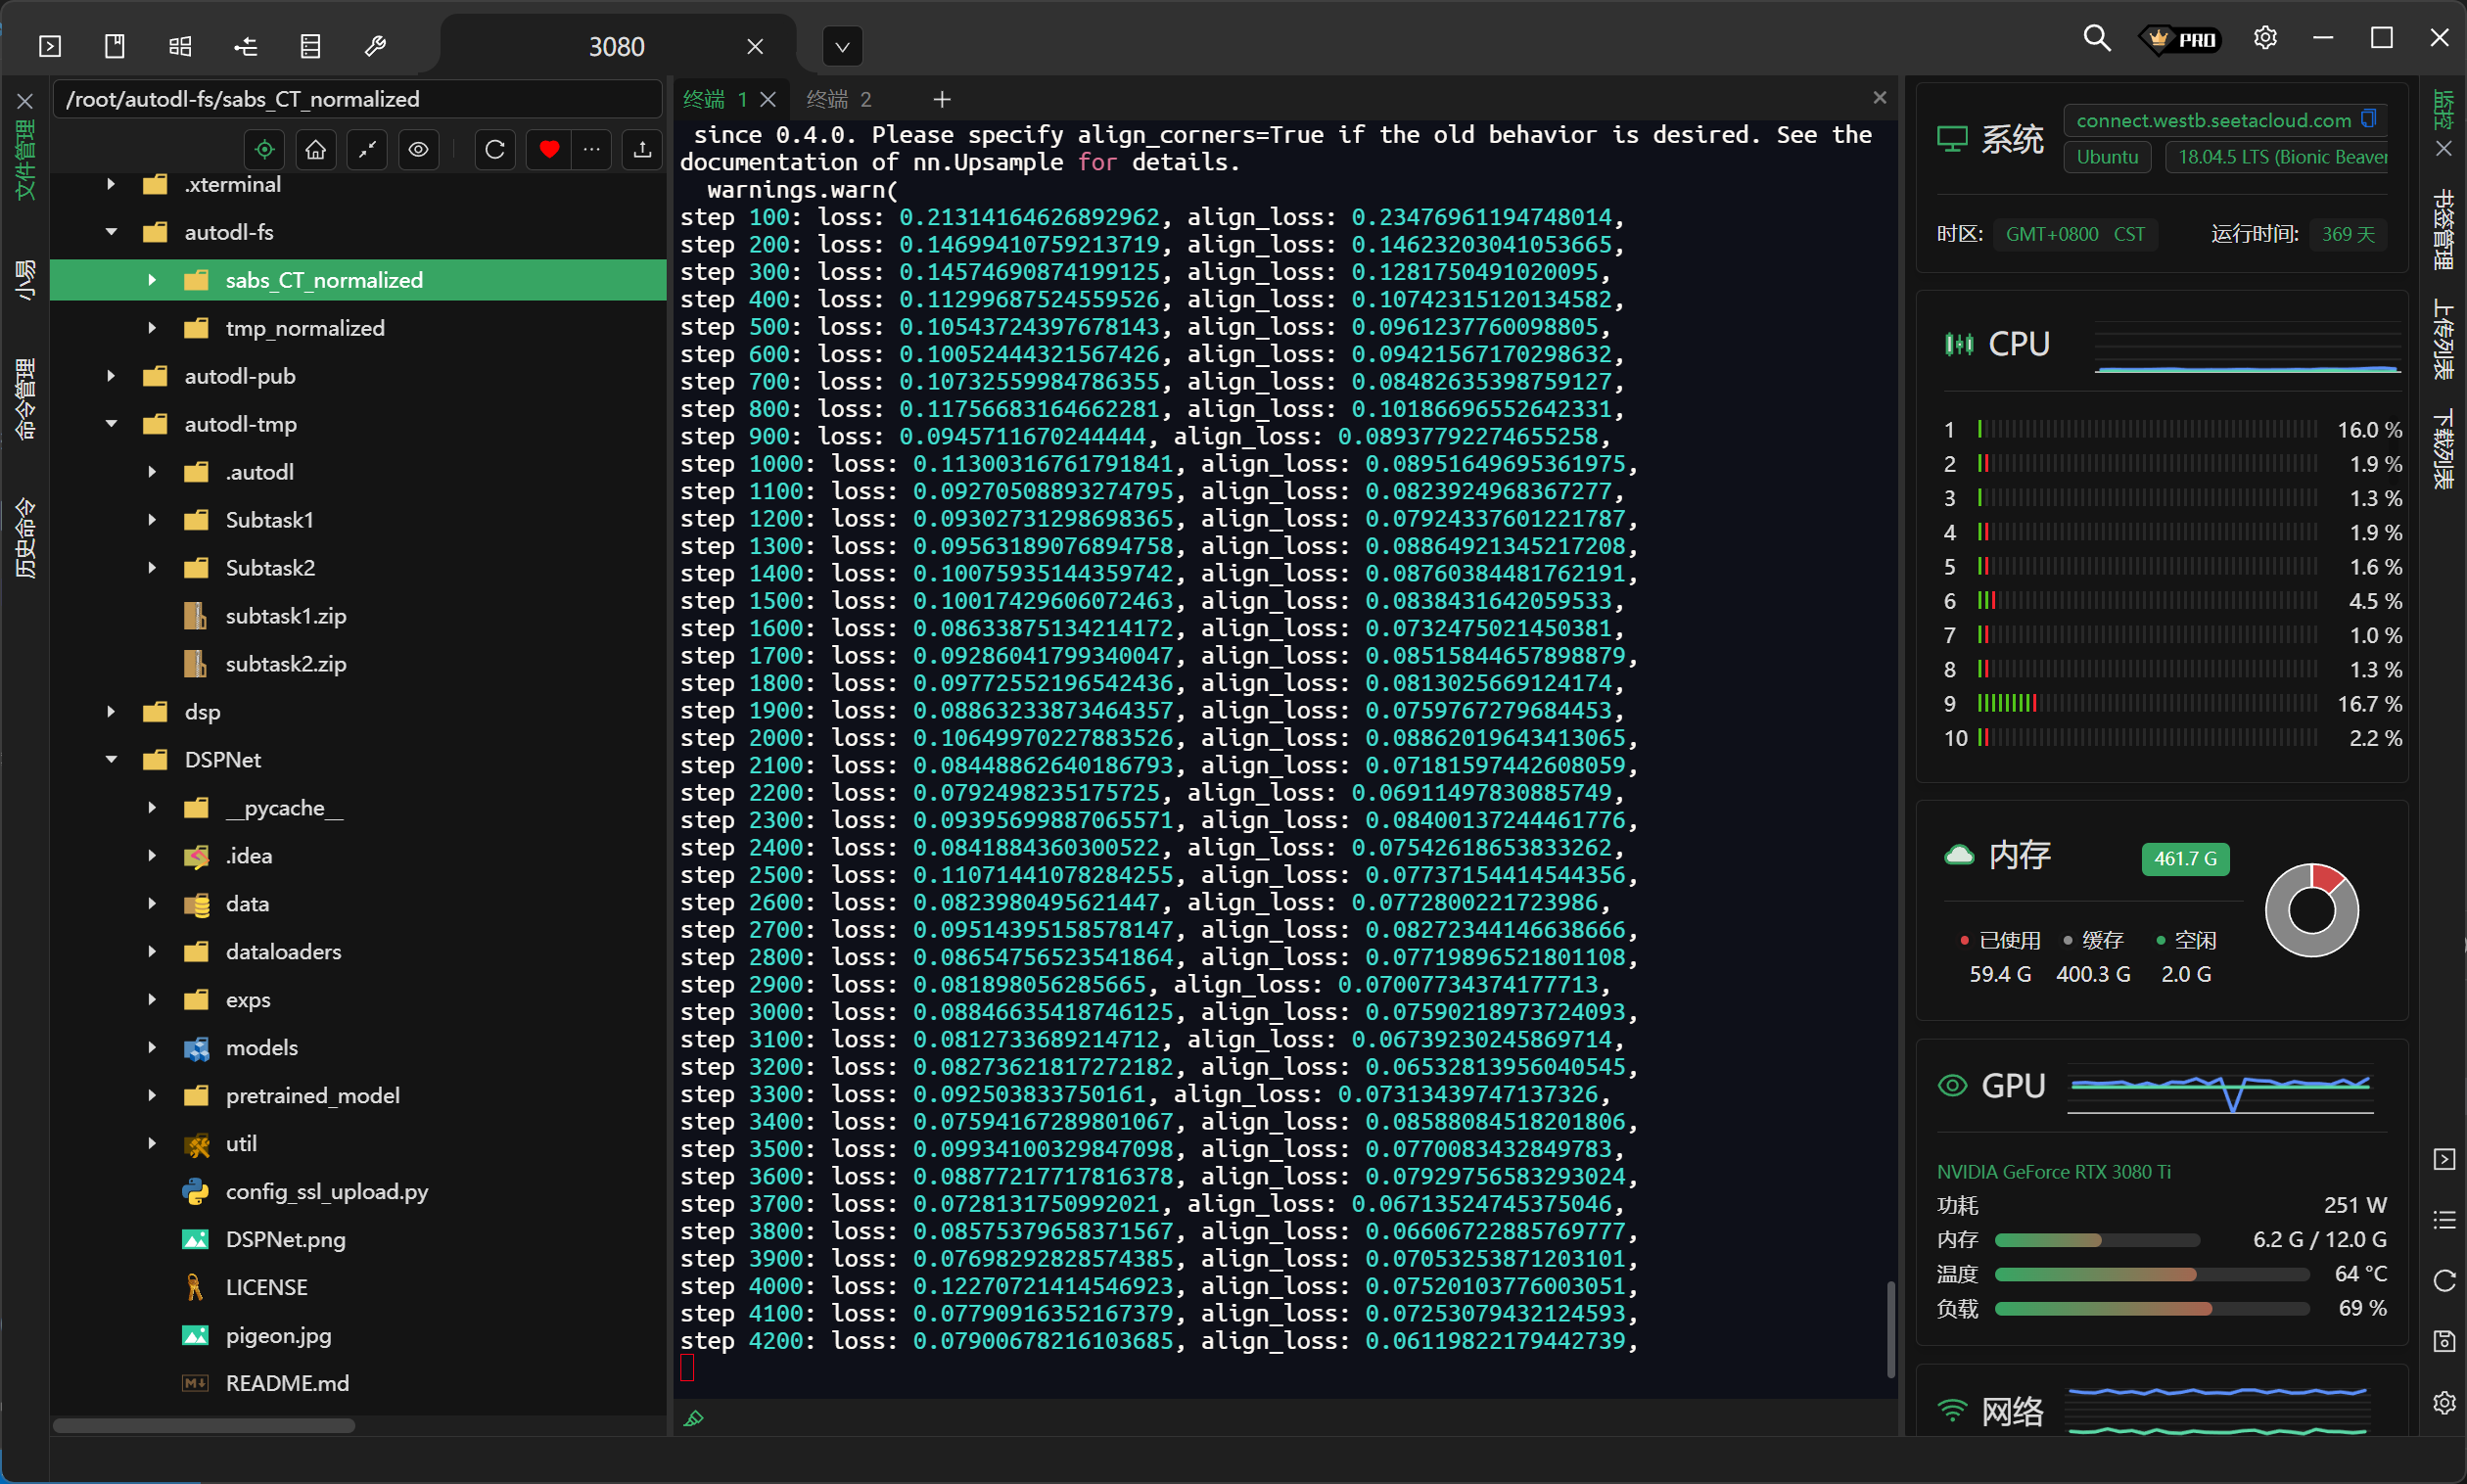 3080
PRO
文件管理
小易
命令管理
历史命令
/root/autodl-fs/sabs_CT_normalized
.xterminal
autodl-fs
sabs_CT_normalized
tmp_normalized
autodl-pub
autodl-tmp
.autodl
Subtask1
Subtask2
subtask1.zip
subtask2.zip
dsp
DSPNet
__pycache__
.idea
data
dataloaders
exps
models
pretrained_model
util
config_ssl_upload.py
DSPNet.png
LICENSE
pigeon.jpg
M↓ README.md
终端 1
终端 2
since 0.4.0. Please specify align_corners=True if the old behavior is desired. See the
documentation of nn.Upsample for details.
warnings.warn(
step 100: loss: 0.21314164626892962, align_loss: 0.23476961194748014,
step 200: loss: 0.14699410759213719, align_loss: 0.14623203041053665,
step 300: loss: 0.14574690874199125, align_loss: 0.1281750491020095,
step 400: loss: 0.11299687524559526, align_loss: 0.10742315120134582,
step 500: loss: 0.10543724397678143, align_loss: 0.0961237760098805,
step 600: loss: 0.10052444321567426, align_loss: 0.09421567170298632,
step 700: loss: 0.10732559984786355, align_loss: 0.08482635398759127,
step 800: loss: 0.11756683164662281, align_loss: 0.10186696552642331,
step 900: loss: 0.0945711670244444, align_loss: 0.08937792274655258,
step 1000: loss: 0.11300316761791841, align_loss: 0.08951649695361975,
step 1100: loss: 0.09270508893274795, align_loss: 0.0823924968367277,
step 1200: loss: 0.09302731298698365, align_loss: 0.07924337601221787,
step 1300: loss: 0.09563189076894758, align_loss: 0.08864921345217208,
step 1400: loss: 0.10075935144359742, align_loss: 0.08760384481762191,
step 1500: loss: 0.10017429606072463, align_loss: 0.0838431642059533,
step 1600: loss: 0.08633875134214172, align_loss: 0.0732475021450381,
step 1700: loss: 0.09286041799340047, align_loss: 0.08515844657898879,
step 1800: loss: 0.09772552196542436, align_loss: 0.0813025669124174,
step 1900: loss: 0.08863233873464357, align_loss: 0.0759767279684453,
step 2000: loss: 0.10649970227883526, align_loss: 0.08862019643413065,
step 2100: loss: 0.08448862640186793, align_loss: 0.07181597442608059,
step 2200: loss: 0.0792498235175725, align_loss: 0.06911497830885749,
step 2300: loss: 0.09395699887065571, align_loss: 0.08400137244461776,
step 2400: loss: 0.0841884360300522, align_loss: 0.07542618653833262,
step 2500: loss: 0.11071441078284255, align_loss: 0.07737154414544356,
step 2600: loss: 0.0823980495621447, align_loss: 0.0772800221723986,
step 2700: loss: 0.09514395158578147, align_loss: 0.08272344146638666,
step 2800: loss: 0.08654756523541864, align_loss: 0.07719896521801108,
step 2900: loss: 0.081898056285665, align_loss: 0.07007734374177713,
step 3000: loss: 0.08846635418746125, align_loss: 0.07590218973724093,
step 3100: loss: 0.0812733689214712, align_loss: 0.06739230245869714,
step 3200: loss: 0.08273621817272182, align_loss: 0.06532813956040545,
step 3300: loss: 0.092503833750161, align_loss: 0.07313439747137326,
step 3400: loss: 0.07594167289801067, align_loss: 0.08588084518201806,
step 3500: loss: 0.09934100329847098, align_loss: 0.0770083432849783,
step 3600: loss: 0.08877217717816378, align_loss: 0.07929756583293024,
step 3700: loss: 0.0728131750992021, align_loss: 0.06713524745375046,
step 3800: loss: 0.08575379658371567, align_loss: 0.06606722885769777,
step 3900: loss: 0.07698292828574385, align_loss: 0.07053253871203101,
step 4000: loss: 0.12270721414546923, align_loss: 0.07520103776003051,
step 4100: loss: 0.07790916352167379, align_loss: 0.07253079432124593,
step 4200: loss: 0.07900678216103685, align_loss: 0.06119822179442739,
系统
connect.westb.seetacloud.com
Ubuntu
18.04.5 LTS (Bionic Beaver
时区: GMT+0800 CST
运行时间: 369 天
CPU
1 16.0 %
2 1.9 %
3 1.3 %
4 1.9 %
5 1.6 %
6 4.5 %
7 1.0 %
8 1.3 %
9 16.7 %
10 2.2 %
内存
461.7 G
已使用 缓存 空闲
59.4 G 400.3 G 2.0 G
GPU
NVIDIA GeForce RTX 3080 Ti
功耗 251 W
内存 6.2 G / 12.0 G
温度 64 °C
负载 69 %
网络
监控
书签管理
上传列表
下载列表